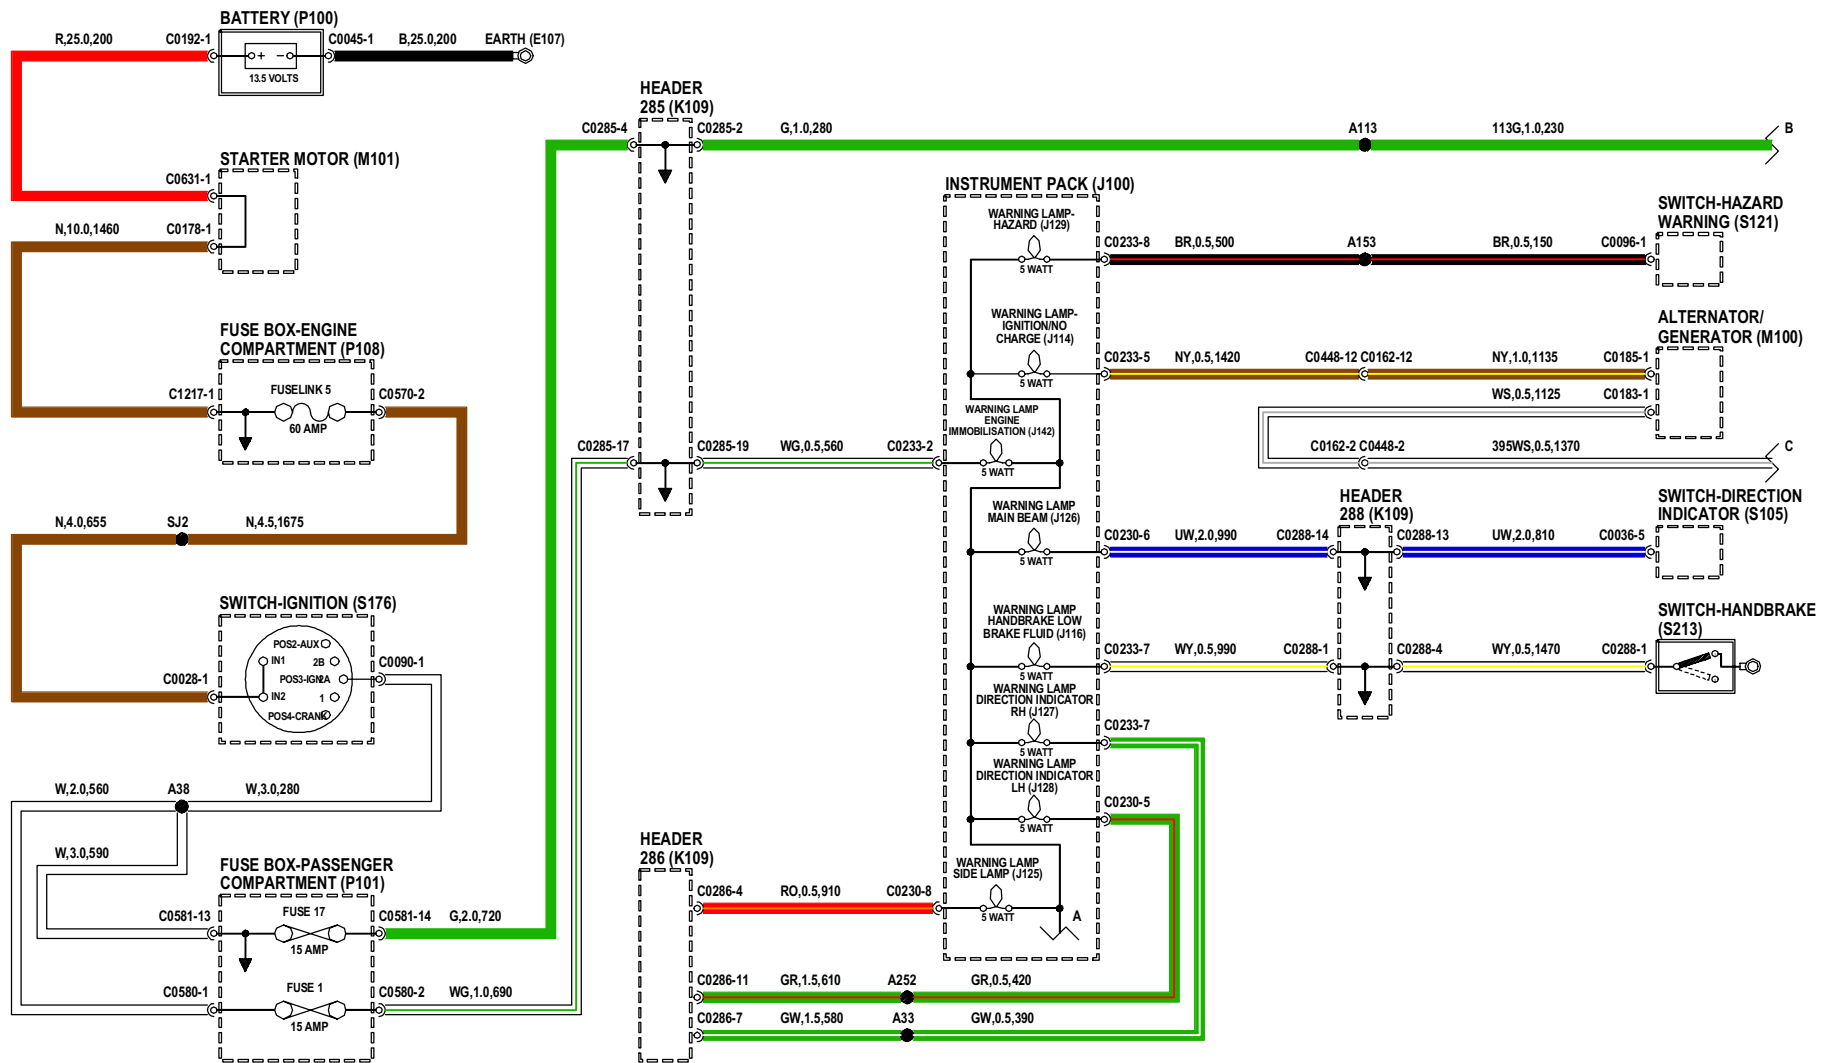 BATTERY (P100)
R,25.0,200
C0192-1
C0045-1
B,25.0,200
EARTH (E107)
+ −
13.5 VOLTS
STARTER MOTOR (M101)
C0631-1
N,10.0,1460
C0178-1
FUSE BOX-ENGINE
COMPARTMENT (P108)
FUSELINK 5
C1217-1
C0570-2
60 AMP
N,4.0,655
SJ2
N,4.5,1675
SWITCH-IGNITION (S176)
POS2-AUX
IN1
2B
C0090-1
POS3-IGN
2A
C0028-1
IN2
1
POS4-CRANK
W,2.0,560
A38
W,3.0,280
W,3.0,590
FUSE BOX-PASSENGER
COMPARTMENT (P101)
C0581-13
FUSE 17
C0581-14
G,2.0,720
15 AMP
C0580-1
FUSE 1
C0580-2
WG,1.0,690
15 AMP
HEADER
285 (K109)
C0285-4
C0285-2
G,1.0,280
A113
113G,1.0,230
B
C0285-17
C0285-19
WG,0.5,560
C0233-2
INSTRUMENT PACK (J100)
WARNING LAMP-
HAZARD (J129)
5 WATT
C0233-8
BR,0.5,500
A153
BR,0.5,150
C0096-1
SWITCH-HAZARD
WARNING (S121)
WARNING LAMP-
IGNITION/NO
CHARGE (J114)
5 WATT
C0233-5
NY,0.5,1420
C0448-12 C0162-12
NY,1.0,1135
C0185-1
ALTERNATOR/
GENERATOR (M100)
WS,0.5,1125
C0183-1
C0162-2 C0448-2
395WS,0.5,1370
C
WARNING LAMP
ENGINE
IMMOBILISATION (J142)
5 WATT
WARNING LAMP
MAIN BEAM (J126)
5 WATT
C0230-6
UW,2.0,990
C0288-14
HEADER
288 (K109)
C0288-13
UW,2.0,810
C0036-5
SWITCH-DIRECTION
INDICATOR (S105)
WARNING LAMP
HANDBRAKE LOW
BRAKE FLUID (J116)
5 WATT
C0233-7
WY,0.5,990
C0288-1
C0288-4
WY,0.5,1470
C0288-1
SWITCH-HANDBRAKE
(S213)
WARNING LAMP
DIRECTION INDICATOR
RH (J127)
5 WATT
C0233-7
WARNING LAMP
DIRECTION INDICATOR
LH (J128)
5 WATT
C0230-5
HEADER
286 (K109)
C0286-4
RO,0.5,910
C0230-8
WARNING LAMP
SIDE LAMP (J125)
5 WATT
A
C0286-11
GR,1.5,610
A252
GR,0.5,420
C0286-7
GW,1.5,580
A33
GW,0.5,390